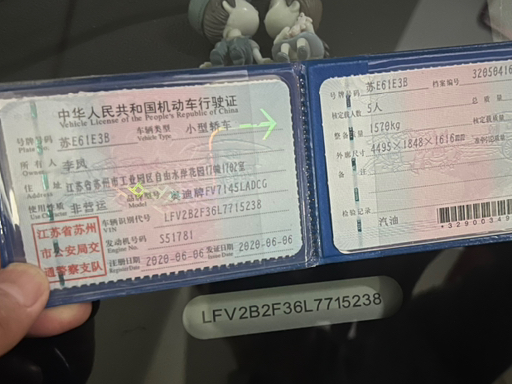 中华人民共和国机动车行驶证
Vehicle License of the People's Republic of China
号牌号码 苏E61E3B 车辆类型 小型轿车
Plate No. Vehicle Type
所有人 李风
Owner
住址 江苏省苏州市工业园区自由水岸花园17幢1702室
Address
使用性质 非营运 迪牌FV7145LADCG
Use Character Model
江苏省苏州
市公安局交
通警察支队
车辆识别代号 LFV2B2F36L7715238
VIN
发动机号码 S51781
Engine No.
注册日期 2020-06-06 发证日期 2020-06-06
Register Date Issue Date
号牌号码 苏E61E3B 档案编号 32050416
核定载人数 5人 总质量
整备质量 1570kg
外廓尺寸 4495×1848×1616
备注
检验记录
汽油
*329000349
LFV2B2F36L7715238